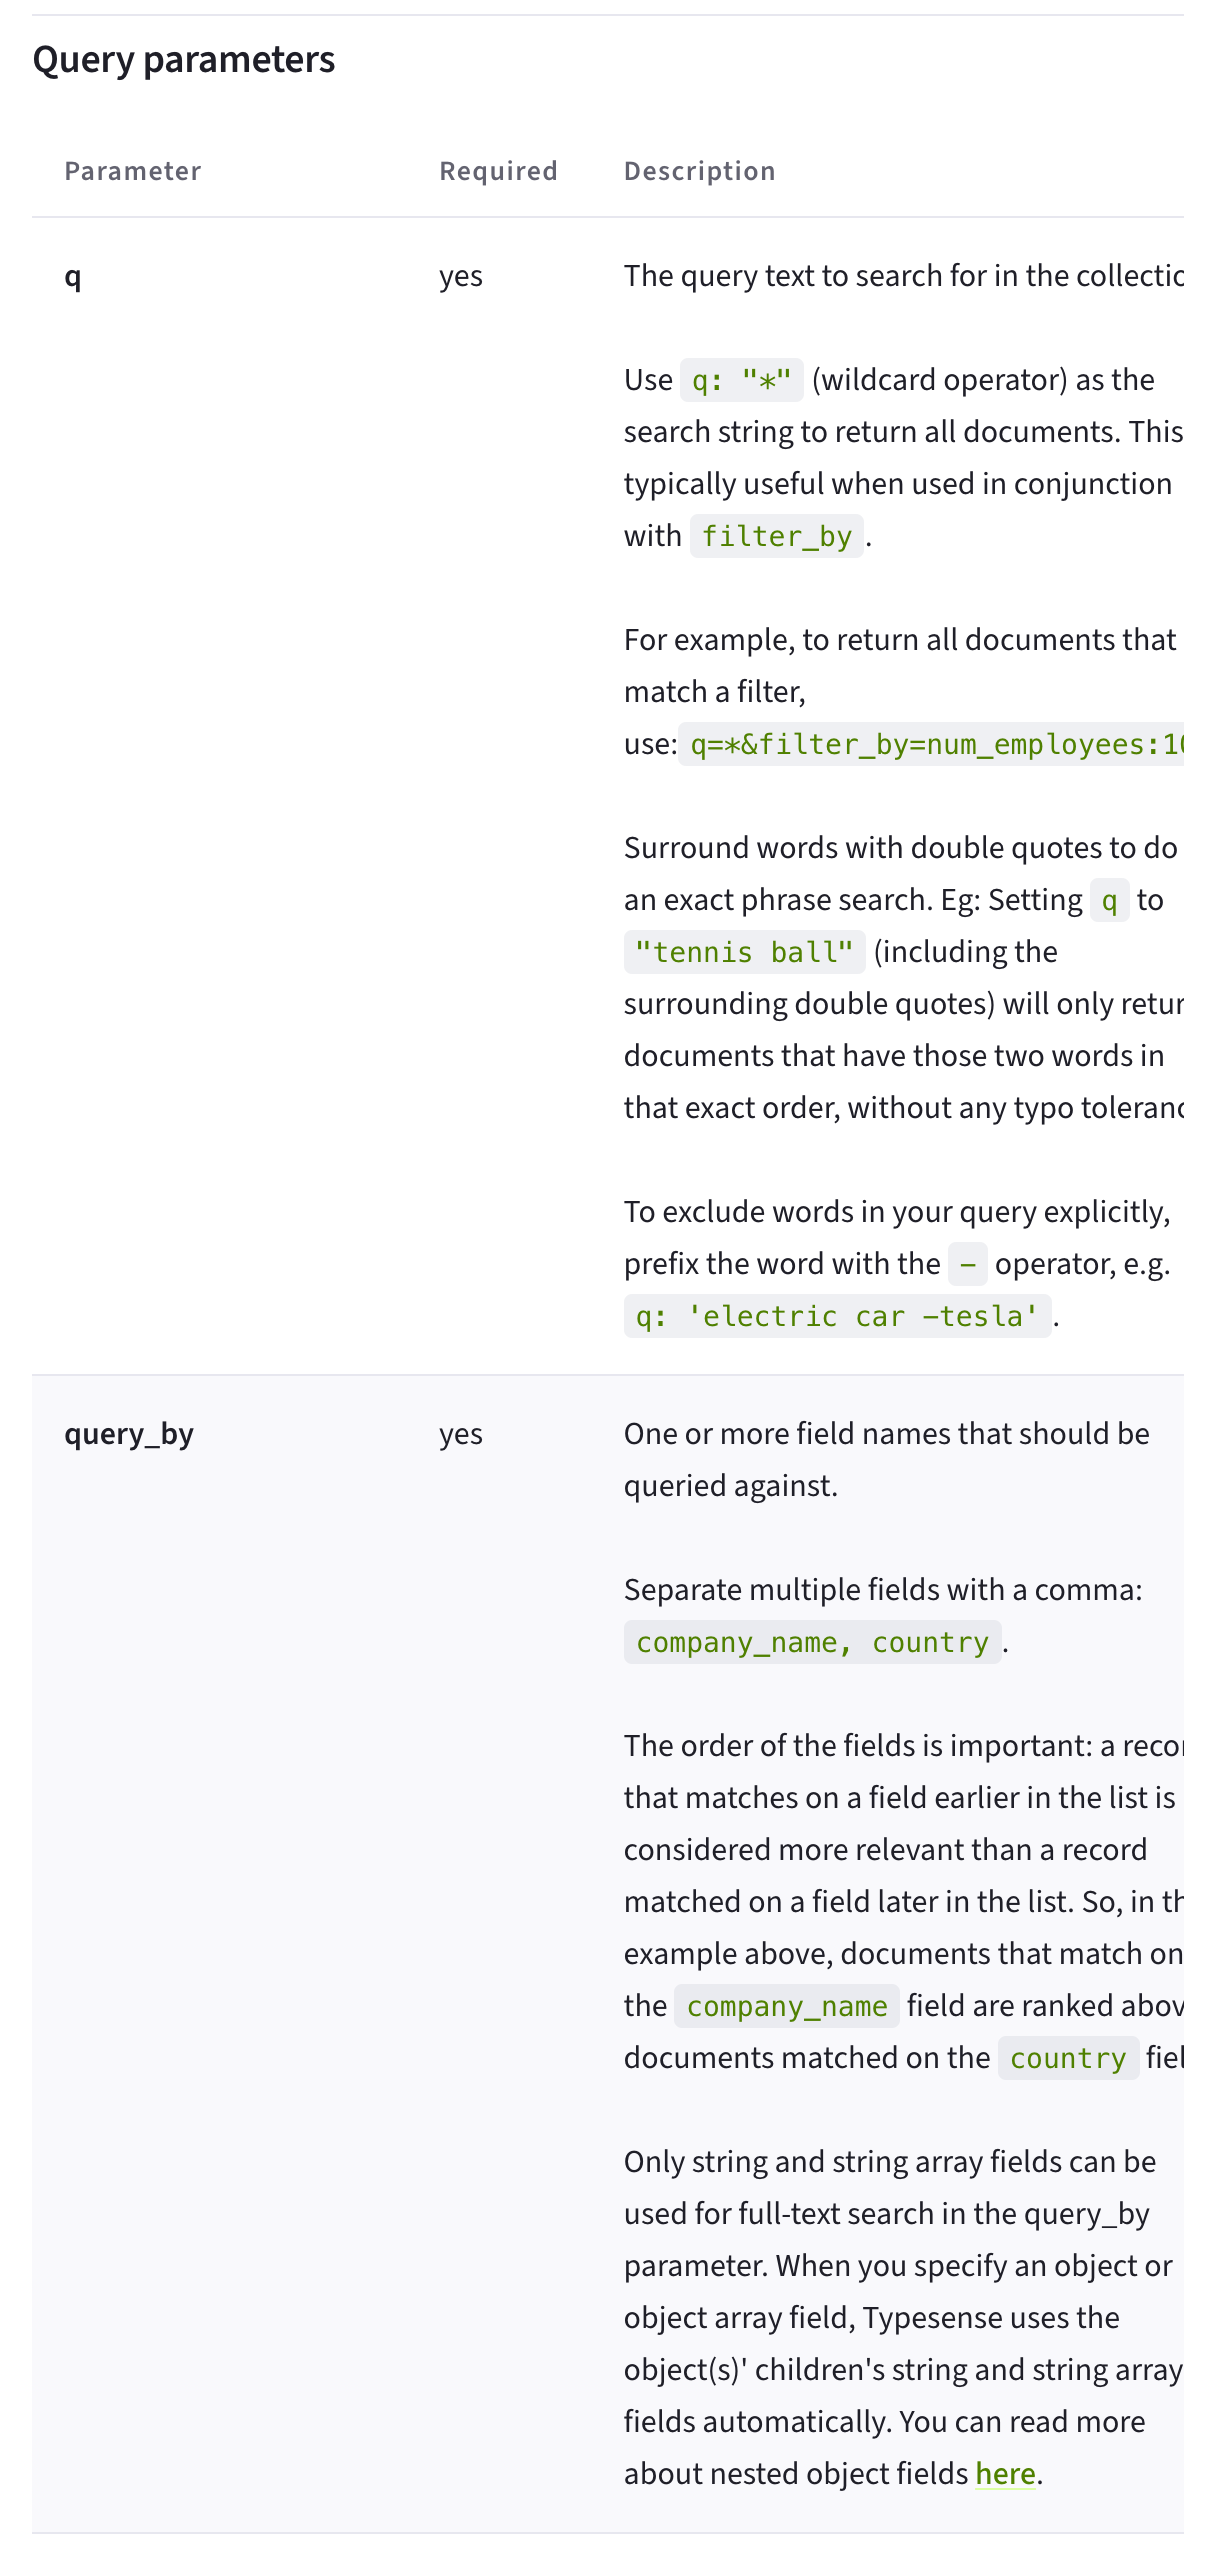 Query parameters
Parameter Required Description
q yes The query text to search for in the collectio
Use q: "*" (wildcard operator) as the
search string to return all documents. This
typically useful when used in conjunction
with filter_by.
For example, to return all documents that
match a filter,
use: q=*&filter_by=num_employees:10
Surround words with double quotes to do
an exact phrase search. Eg: Setting q to
"tennis ball" (including the
surrounding double quotes) will only retur
documents that have those two words in
that exact order, without any typo toleranc
To exclude words in your query explicitly,
prefix the word with the - operator, e.g.
q: 'electric car -tesla'.
query_by yes One or more field names that should be
queried against.
Separate multiple fields with a comma:
company_name, country.
The order of the fields is important: a recor
that matches on a field earlier in the list is
considered more relevant than a record
matched on a field later in the list. So, in th
example above, documents that match on
the company_name field are ranked abov
documents matched on the country fiel
Only string and string array fields can be
used for full-text search in the query_by
parameter. When you specify an object or
object array field, Typesense uses the
object(s)' children's string and string array
fields automatically. You can read more
about nested object fields here.